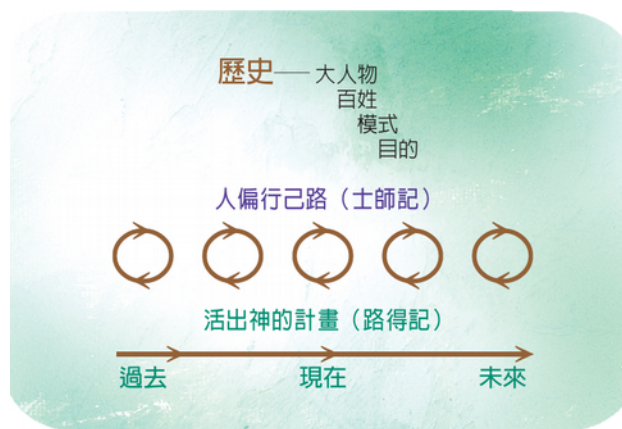 歷史——大人物
百姓
模式
目的
人偏行己路（士師記）
活出神的計畫（路得記）
過去 現在 未來